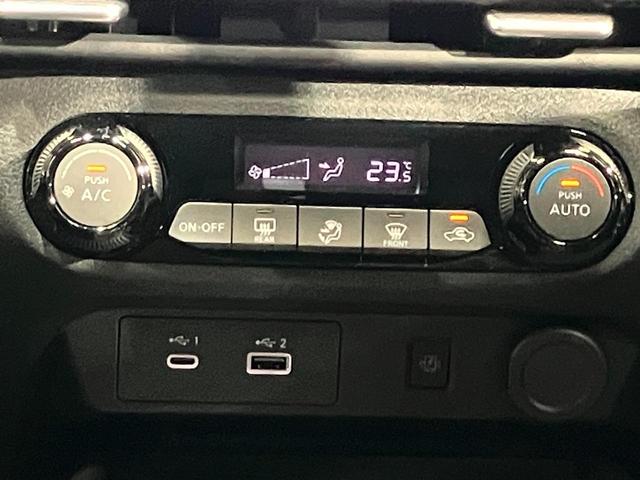 23.5°C
PUSH
A/C
PUSH
AUTO
ON·OFF
REAR
FRONT
1
2